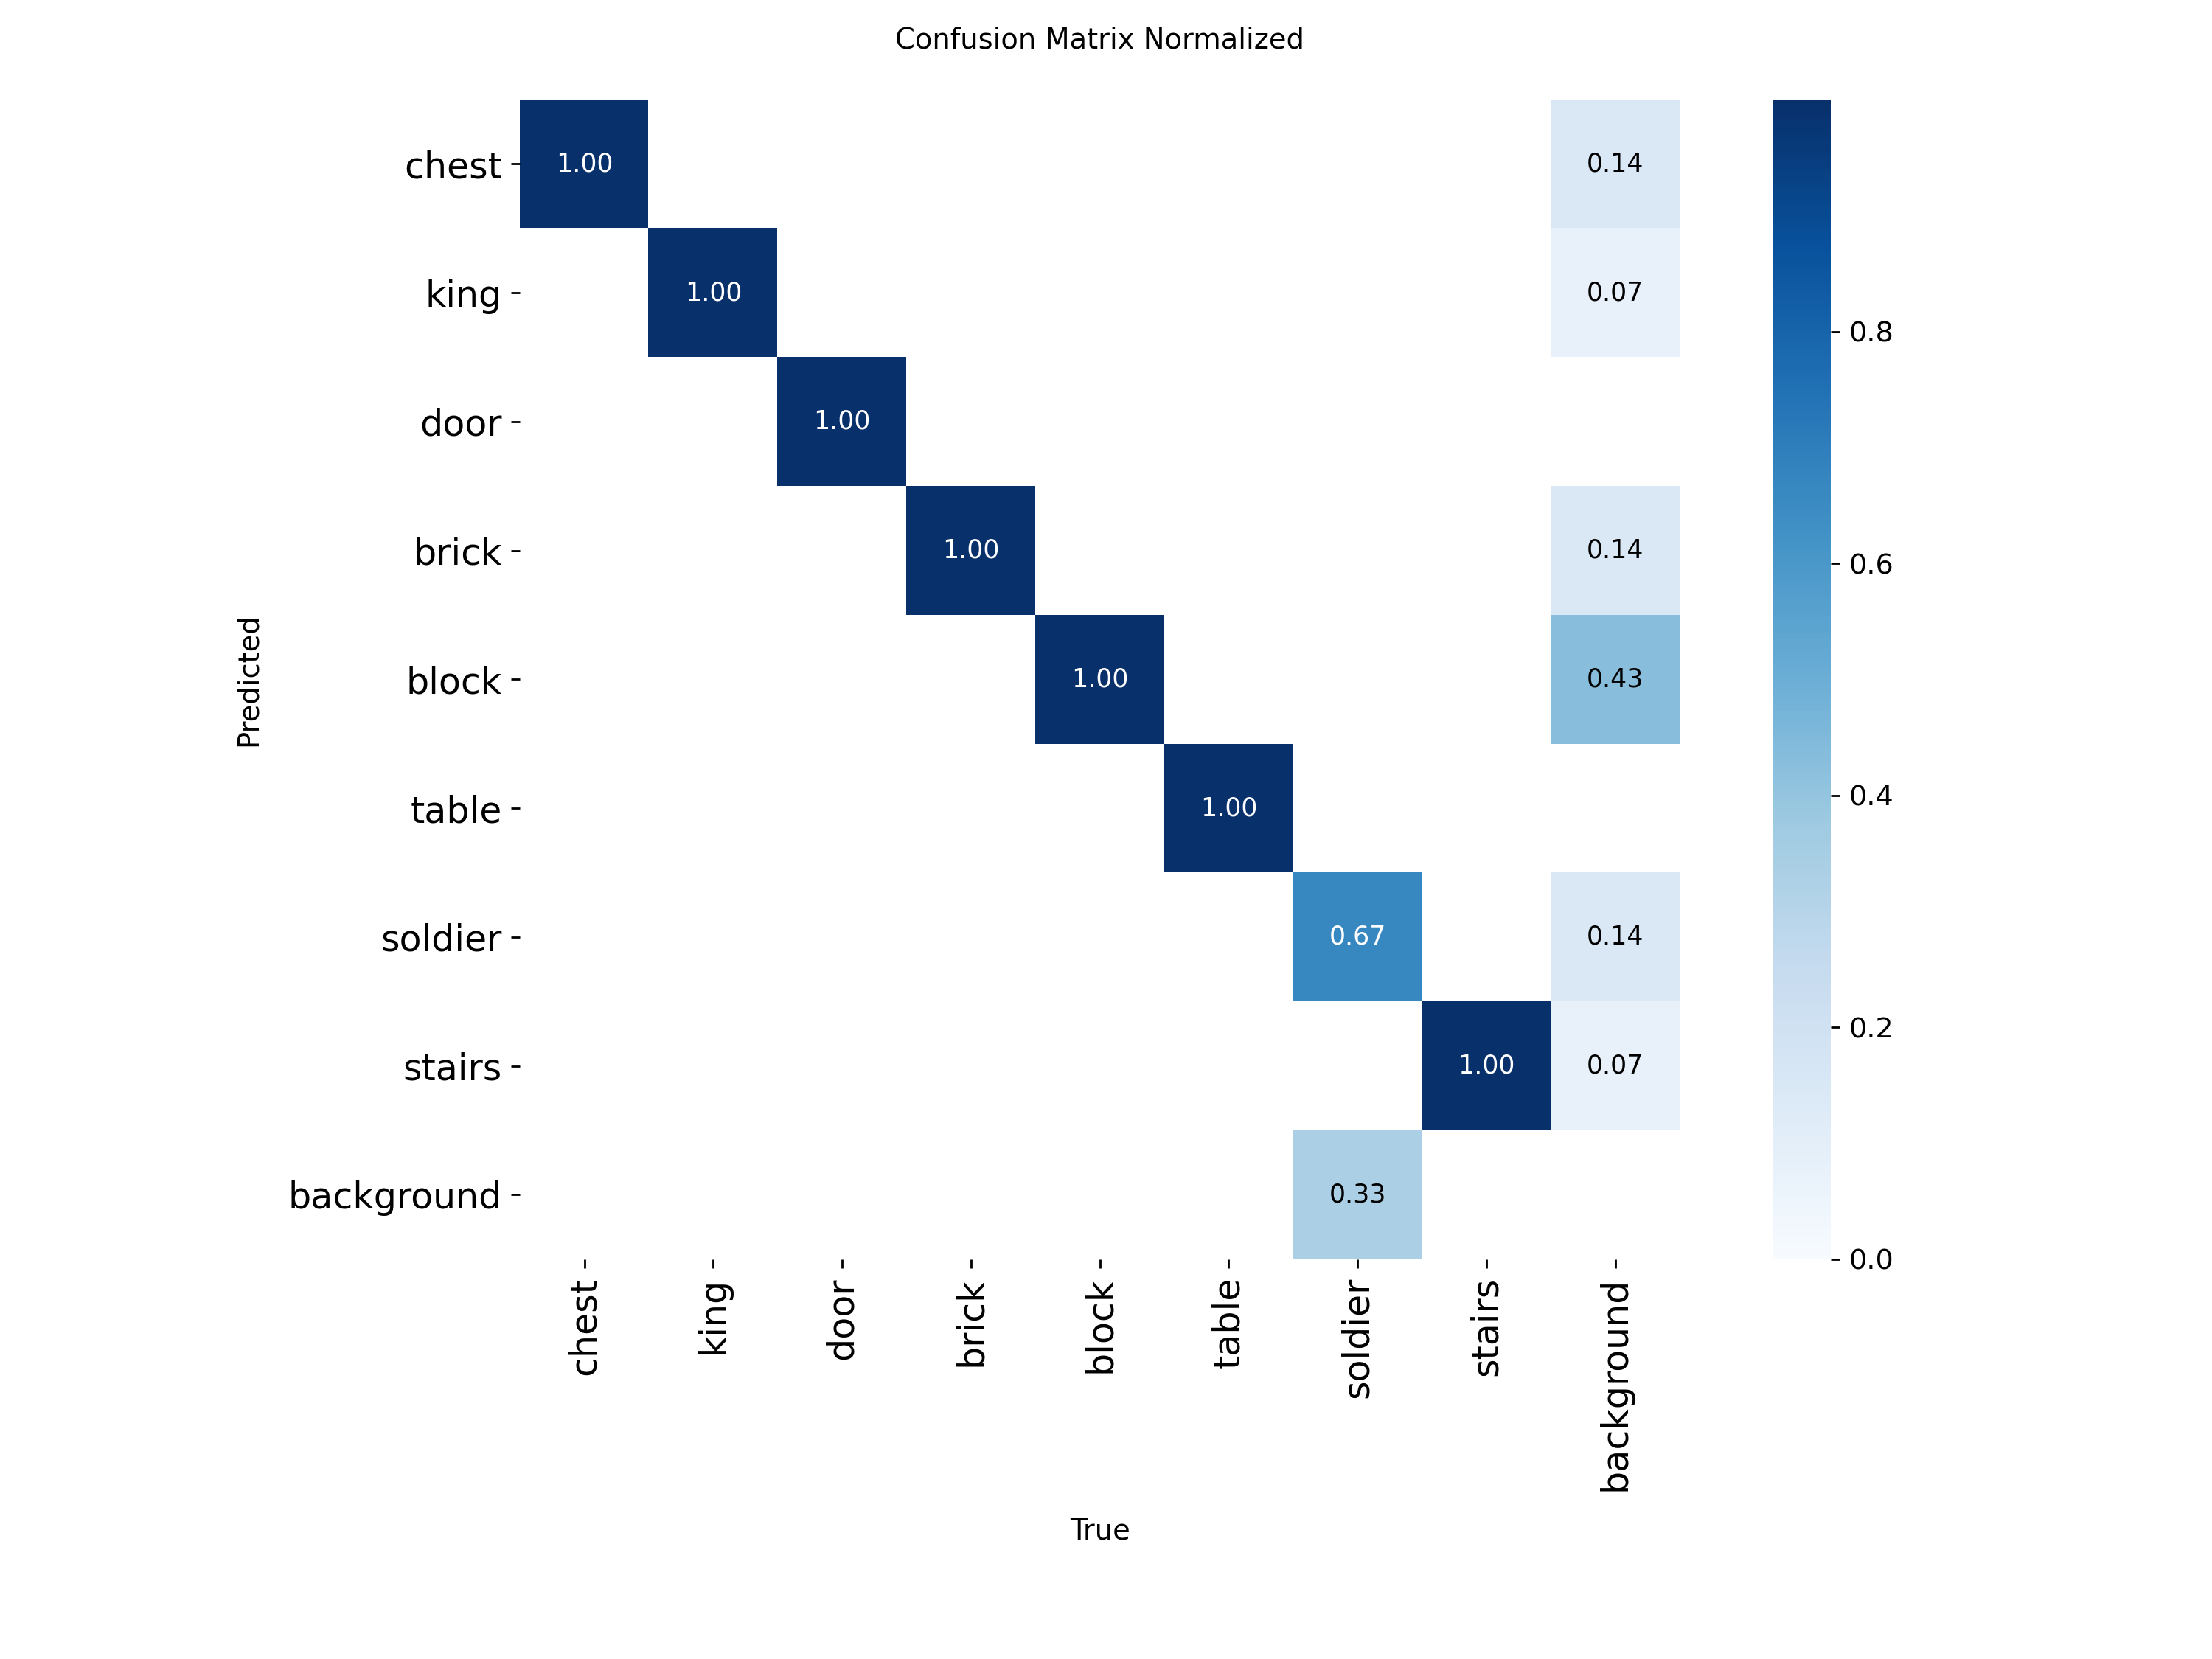 Confusion Matrix Normalized
chest 1.00 0.14
king 1.00 0.07
0.8
door 1.00
brick 1.00 0.14
0.6
Predicted
block 1.00 0.43
0.4
table 1.00
soldier 0.67 0.14
0.2
stairs 1.00 0.07
background 0.33
0.0
chest king door brick block table soldier stairs background
True